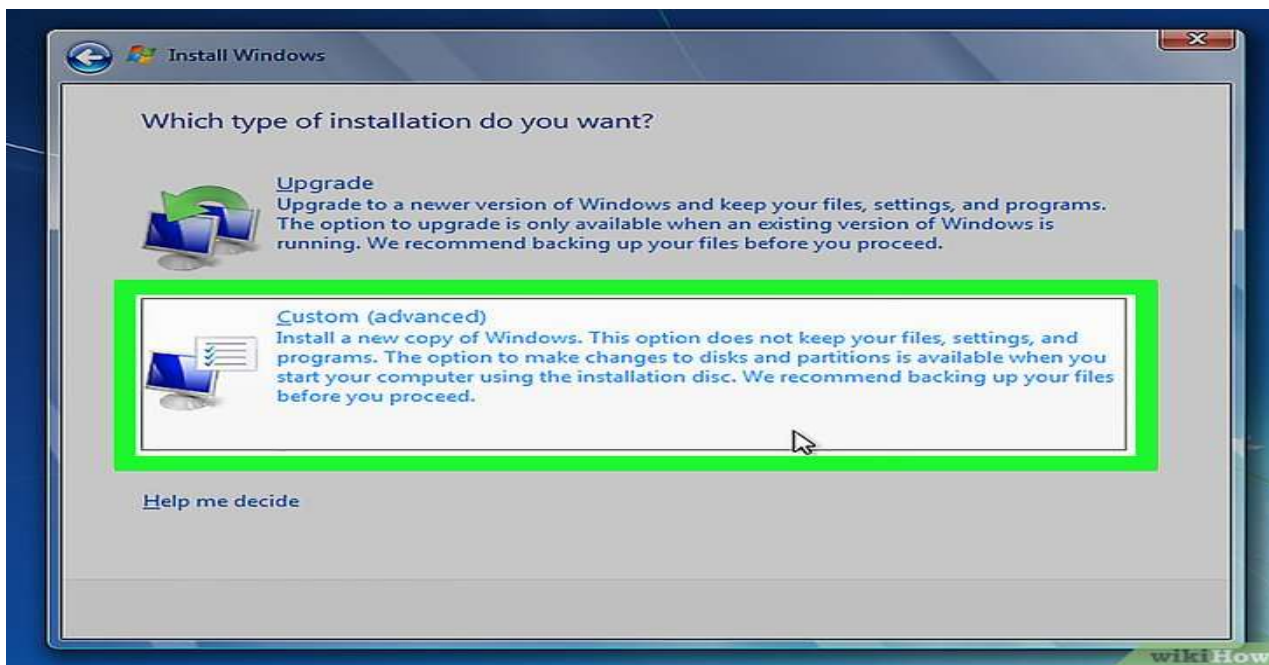 Install Windows
Which type of installation do you want?
Upgrade
Upgrade to a newer version of Windows and keep your files, settings, and programs.
The option to upgrade is only available when an existing version of Windows is
running. We recommend backing up your files before you proceed.
Custom (advanced)
Install a new copy of Windows. This option does not keep your files, settings, and
programs. The option to make changes to disks and partitions is available when you
start your computer using the installation disc. We recommend backing up your files
before you proceed.
Help me decide
wikiHow